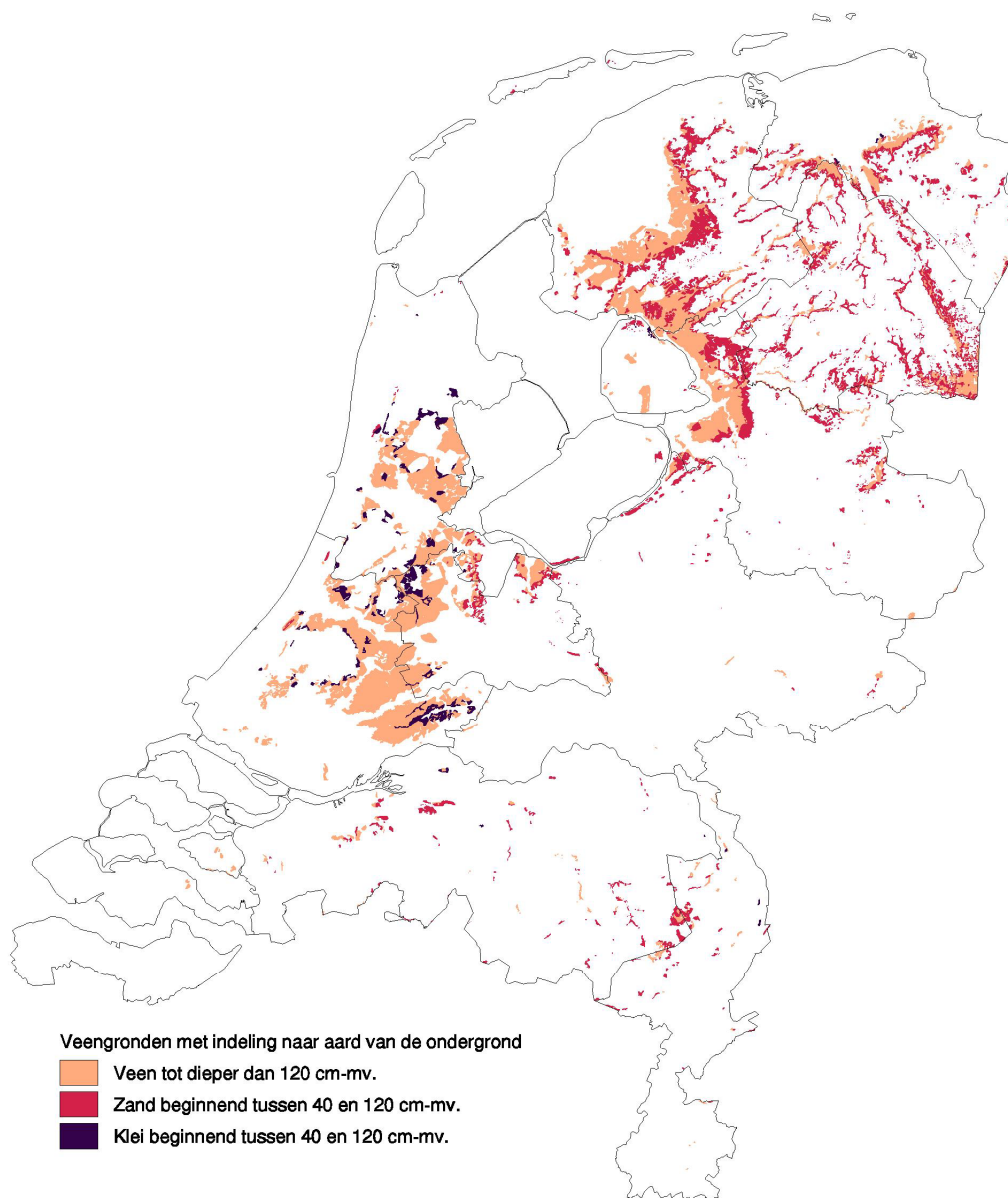 Veengronden met indeling naar aard van de ondergrond
Veen tot dieper dan 120 cm-mv.
Zand beginnend tussen 40 en 120 cm-mv.
Klei beginnend tussen 40 en 120 cm-mv.